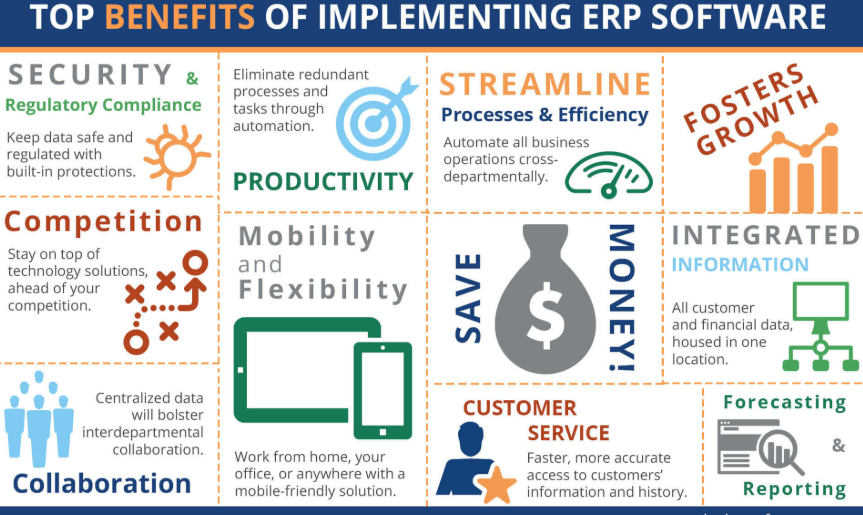 TOP BENEFITS OF IMPLEMENTING ERP SOFTWARE
SECURITY &
Regulatory Compliance
Keep data safe and
regulated with
built-in protections.
Eliminate redundant
processes and
tasks through
automation.
PRODUCTIVITY
STREAMLINE
Processes & Efficiency
Automate all business
operations cross-
departmentally.
FOSTERS
GROWTH
Competition
Stay on top of
technology solutions,
ahead of your
competition.
Mobility
and
Flexibility
Work from home, your
office, or anywhere with a
mobile-friendly solution.
SAVE
$
MONEY!
INTEGRATED
INFORMATION
All customer
and financial data,
housed in one
location.
Centralized data
will bolster
interdepartmental
collaboration.
Collaboration
CUSTOMER
SERVICE
Faster, more accurate
access to customers'
information and history.
Forecasting
&
Reporting